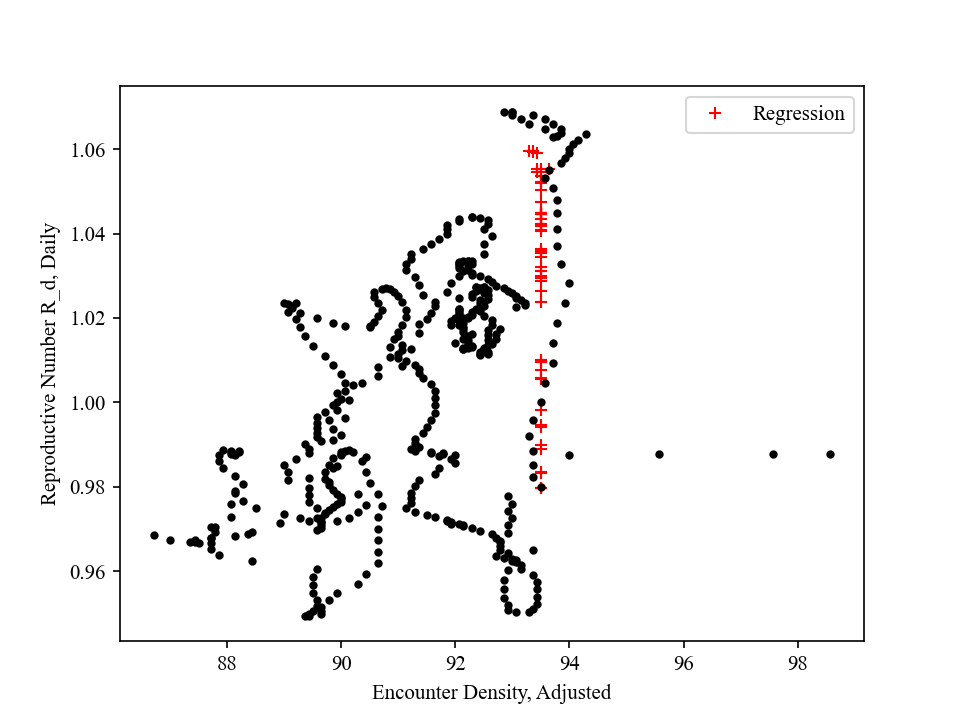 Regression
1.06
1.04
1.02
1.00
0.98
0.96
Reproductive Number R_d, Daily
88 90 92 94 96 98
Encounter Density, Adjusted